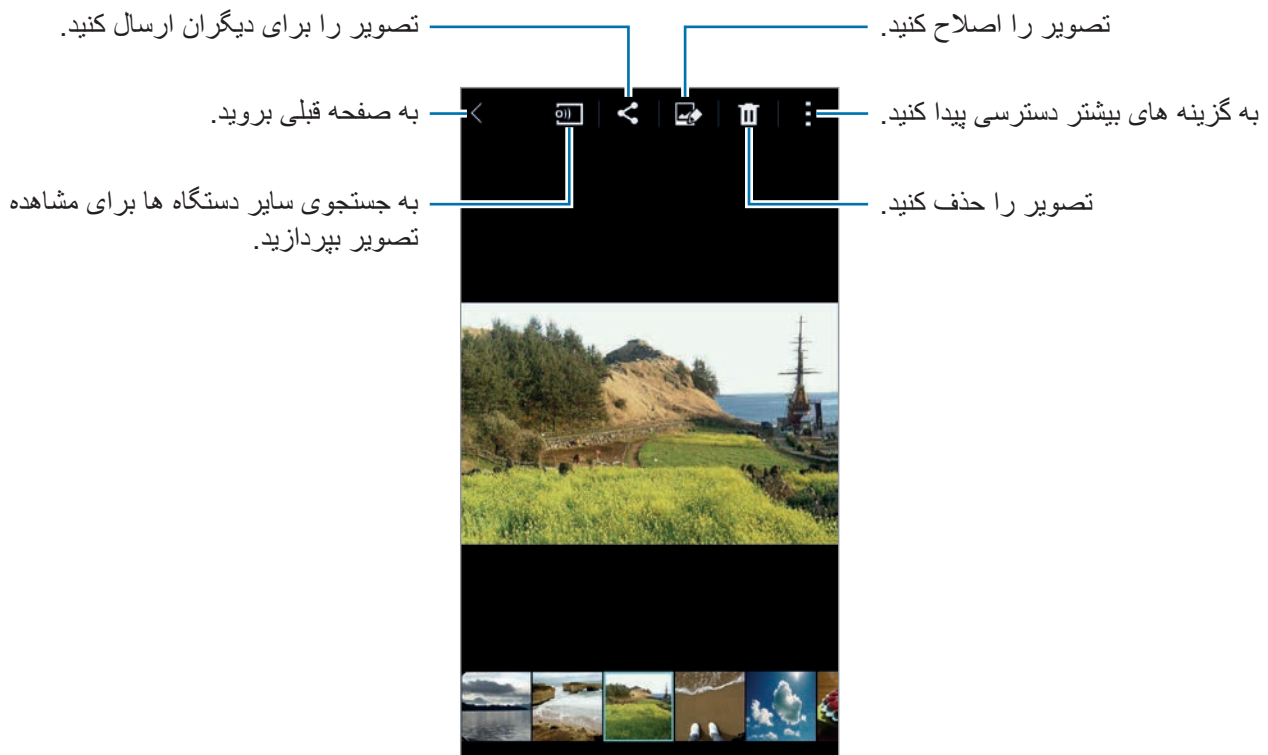 تصویر را برای دیگران ارسال کنید.
تصویر را اصلاح کنید.
به صفحه قبلی بروید.
به گزینه های بیشتر دسترسی پیدا کنید.
به جستجوی سایر دستگاه ها برای مشاهده
تصویر بپردازید.
تصویر را حذف کنید.